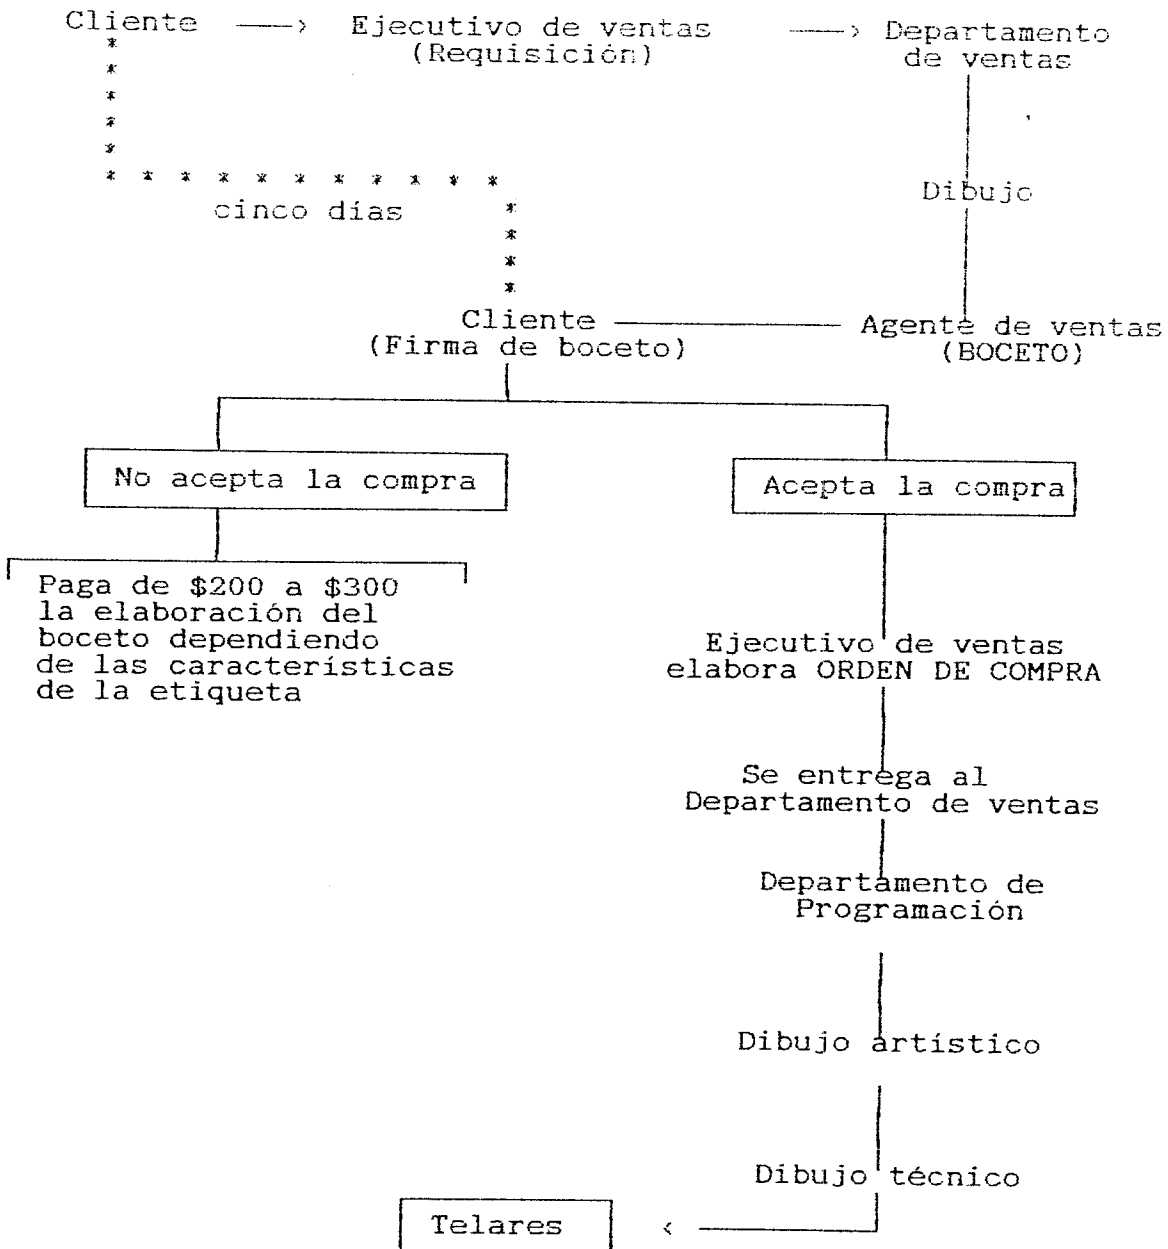 Cliente
Ejecutivo de ventas
(Requisición)
Departamento
de ventas
Dibujo
cinco días
Cliente
(Firma de boceto)
Agente de ventas
(BOCETO)
No acepta la compra
Acepta la compra
Paga de $200 a $300
la elaboración del
boceto dependiendo
de las características
de la etiqueta
Ejecutivo de ventas
elabora ORDEN DE COMPRA
Se entrega al
Departamento de ventas
Departamento de
Programación
Dibujo artístico
Dibujo técnico
Telares